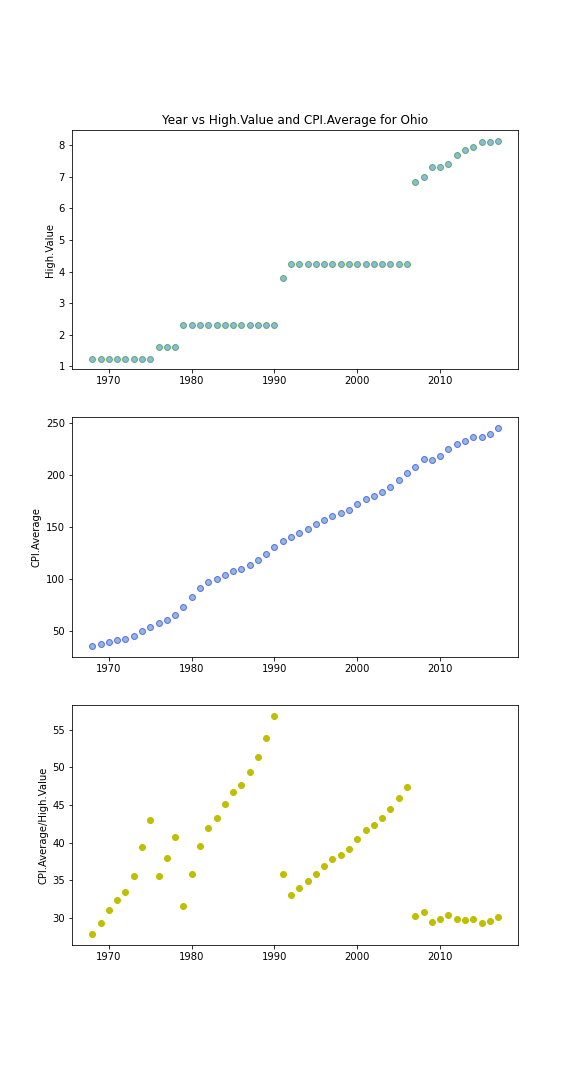 Year vs High.Value and CPI.Average for Ohio
8
7
6
5
4
3
2
1
High.Value
1970 1980 1990 2000 2010
250
200
150
100
50
CPI.Average
1970 1980 1990 2000 2010
55
50
45
40
35
30
CPI.Average/High.Value
1970 1980 1990 2000 2010